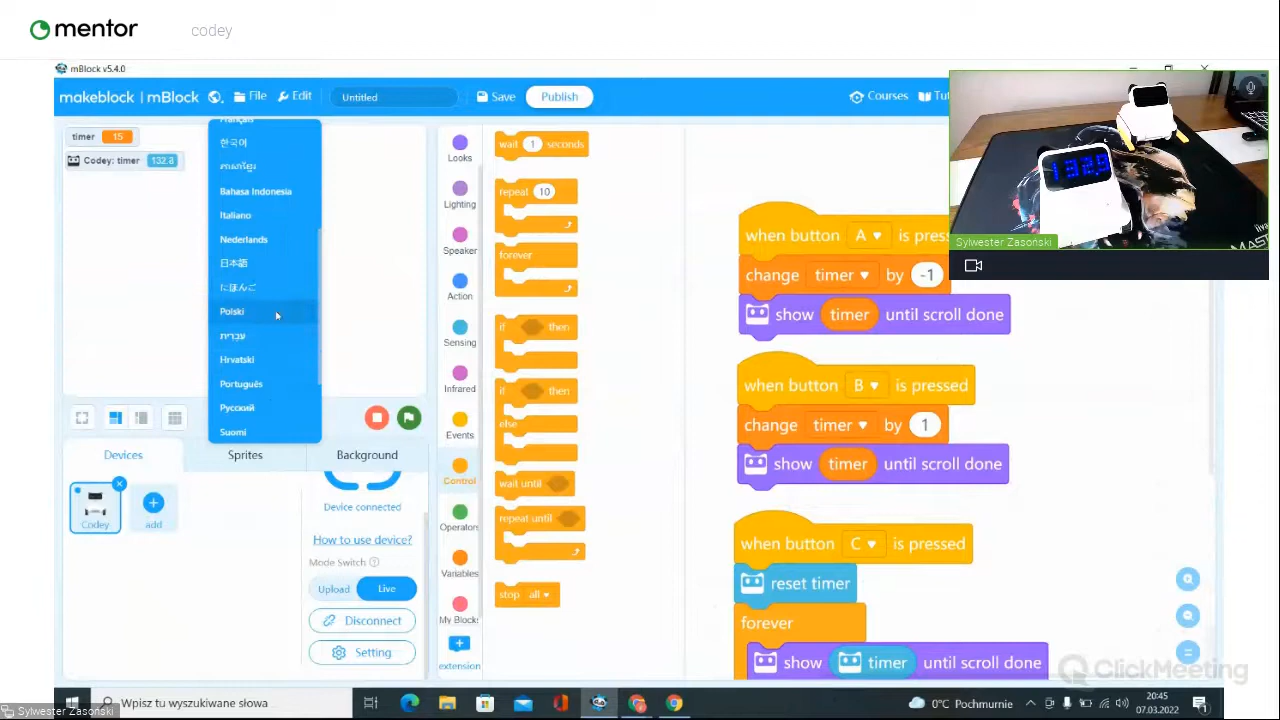 mentor
codey
mBlock v5.4.0
makeblock | mBlock
File
Edit
Untitled
Save
Publish
Courses
Tut
timer 15
Codey: timer 132.8
Français
한국어
Bahasa Indonesia
Italiano
Nederlands
日本語
にほんご
Polski
עברית
Hrvatski
Português
Русский
Suomi
Looks
Lighting
Speaker
Action
Sensing
Infrared
Events
Control
Operators
Variables
My Blocks
extension
wait 1 seconds
repeat 10
forever
if then
if then
else
wait until
repeat until
stop all
when button A is pres
change timer by -1
show timer until scroll done
when button B is pressed
change timer by 1
show timer until scroll done
when button C is pressed
reset timer
forever
show timer until scroll done
132.9
Sylwester Zasoński
Devices
Sprites
Background
Codey
add
Device connected
How to use device?
Mode Switch
Upload
Live
Disconnect
Setting
ClickMeeting
Wpisz tu wyszukiwane słowa
0°C Pochmurnie
20:45
07.03.2022
1
Sylwester Zasoński